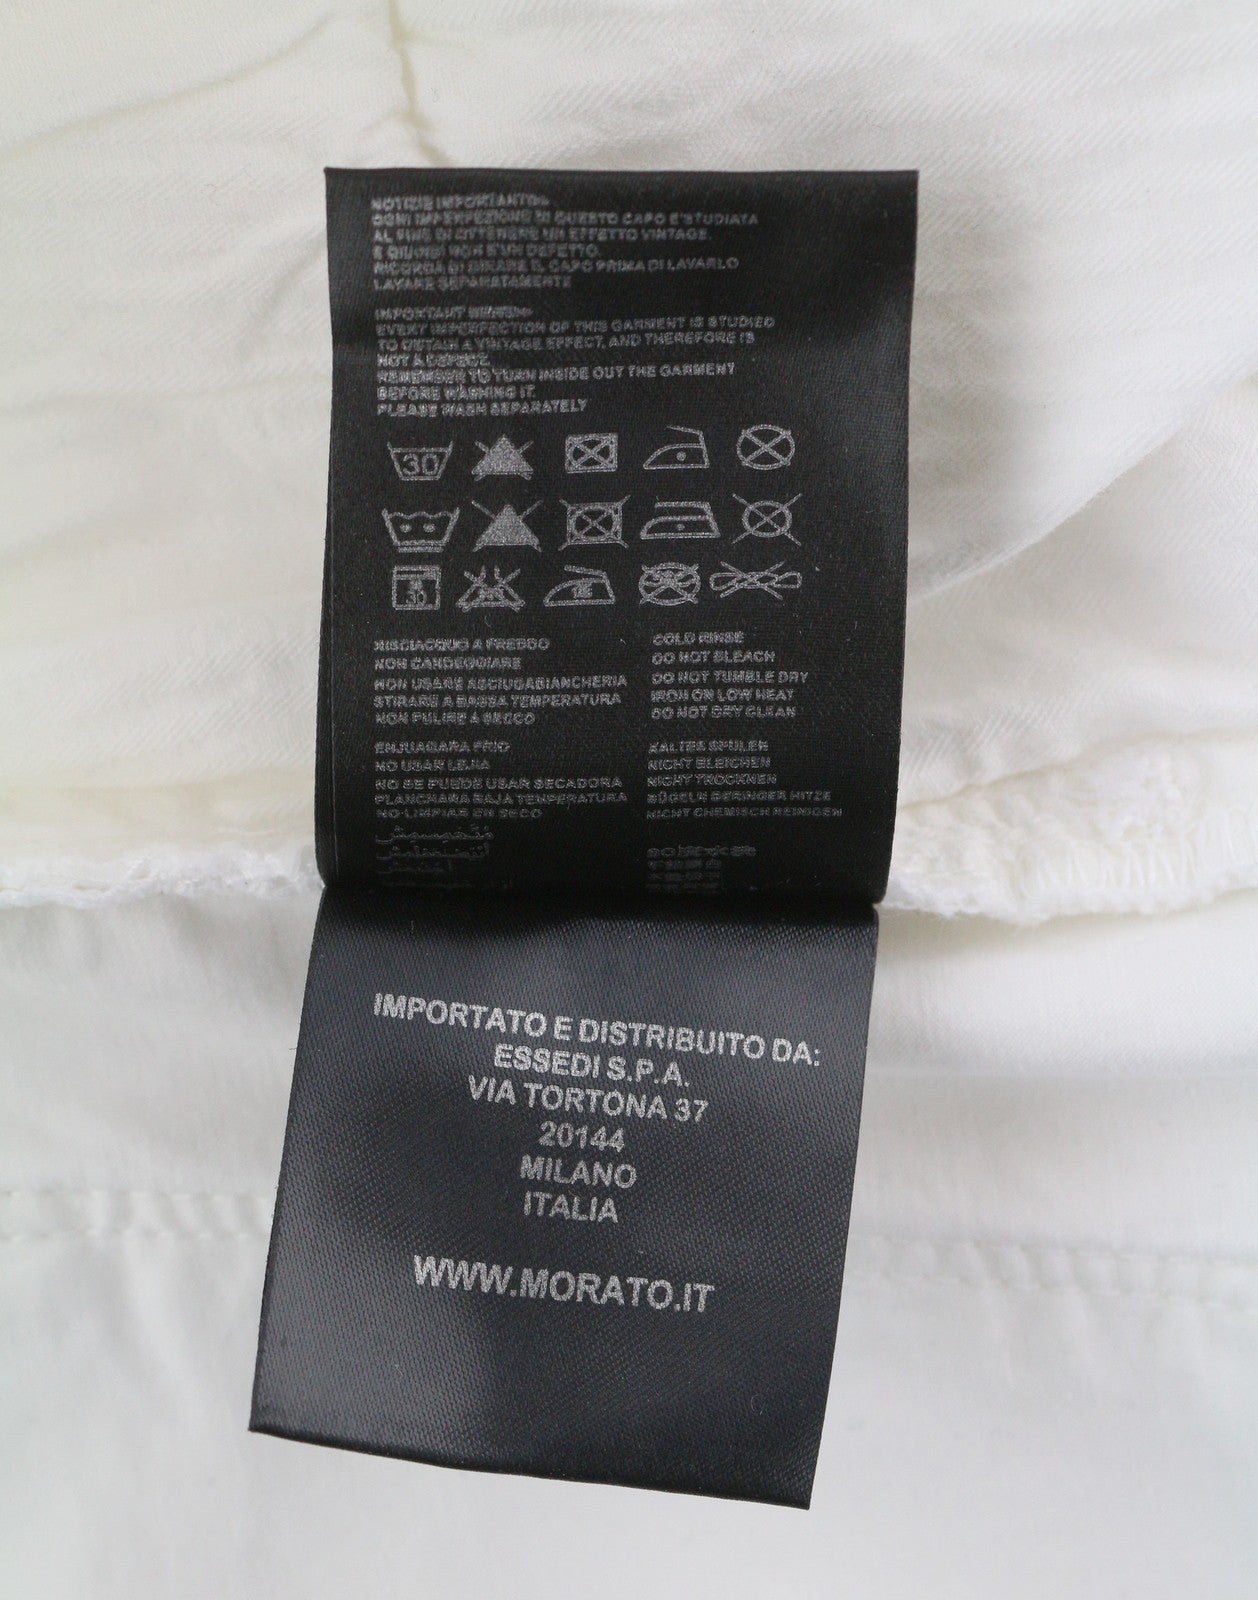 NOTIZIE IMPORTANTI
OGNI IMPERFEZIONE DI QUESTO CAPO E'STUDIATA
AL FINE DI OTTENERE UN EFFETTO VINTAGE.
E QUINDI NON E'UN DIFETTO.
RICORDA DI GIRARE IL CAPO PRIMA DI LAVARLO
LAVARE SEPARATAMENTE
IMPORTANT
EVERY IMPERFECTION OF THIS GARMENT IS STUDIED
TO OBTAIN A VINTAGE EFFECT, AND THEREFORE IS
NOT A DEFECT.
REMEMBER TO TURN INSIDE OUT THE GARMENT
BEFORE WASHING IT.
PLEASE WASH SEPARATELY
30
30
RISCIACQUO A FREDDO
NON CANDEGGIARE
NON USARE ASCIUGABIANCHERIA
STIRARE A BASSA TEMPERATURA
NON PULIRE A SECCO
COLD RINSE
DO NOT BLEACH
DO NOT TUMBLE DRY
IRON ON LOW HEAT
DO NOT DRY CLEAN
ENJUAGARA FRIO
NO USAR LEJIA
NO SE PUEDE USAR SECADORA
PLANCHARA BAJA TEMPERATURA
NO LIMPIAR EN SECO
KALTES SPULEN
NICHT BLEICHEN
NICHT TROCKNEN
BÜGELN GERINGER HITZE
NICHT CHEMISCH REINIGEN
IMPORTATO E DISTRIBUITO DA:
ESSEDI S.P.A.
VIA TORTONA 37
20144
MILANO
ITALIA
WWW.MORATO.IT